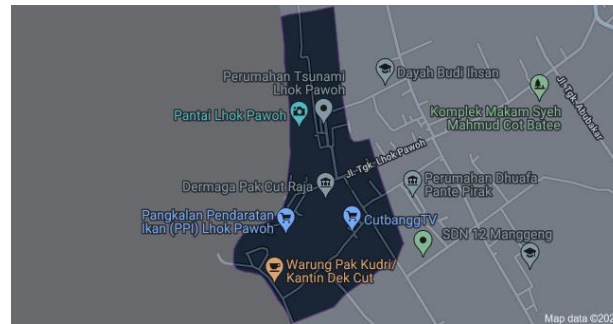 Perumahan Tsunami
Lhok Pawoh
Dayah Budi Ihsan
Pantai Lhok Pawoh
Komplek Makam Syeh
Mahmud Cot Batee
Jl. Tgk. Abubakar
Jl. Tgk. Lhok Pawoh
Dermaga Pak Cut Raja
Perumahan Dhuafa
Pante Pirak
Pangkalan Pendaratan
Ikan (PPI) Lhok Pawoh
CutbanggTV
SDN 12 Manggeng
Warung Pak Kudri/
Kantin Dek Cut
Map data ©202